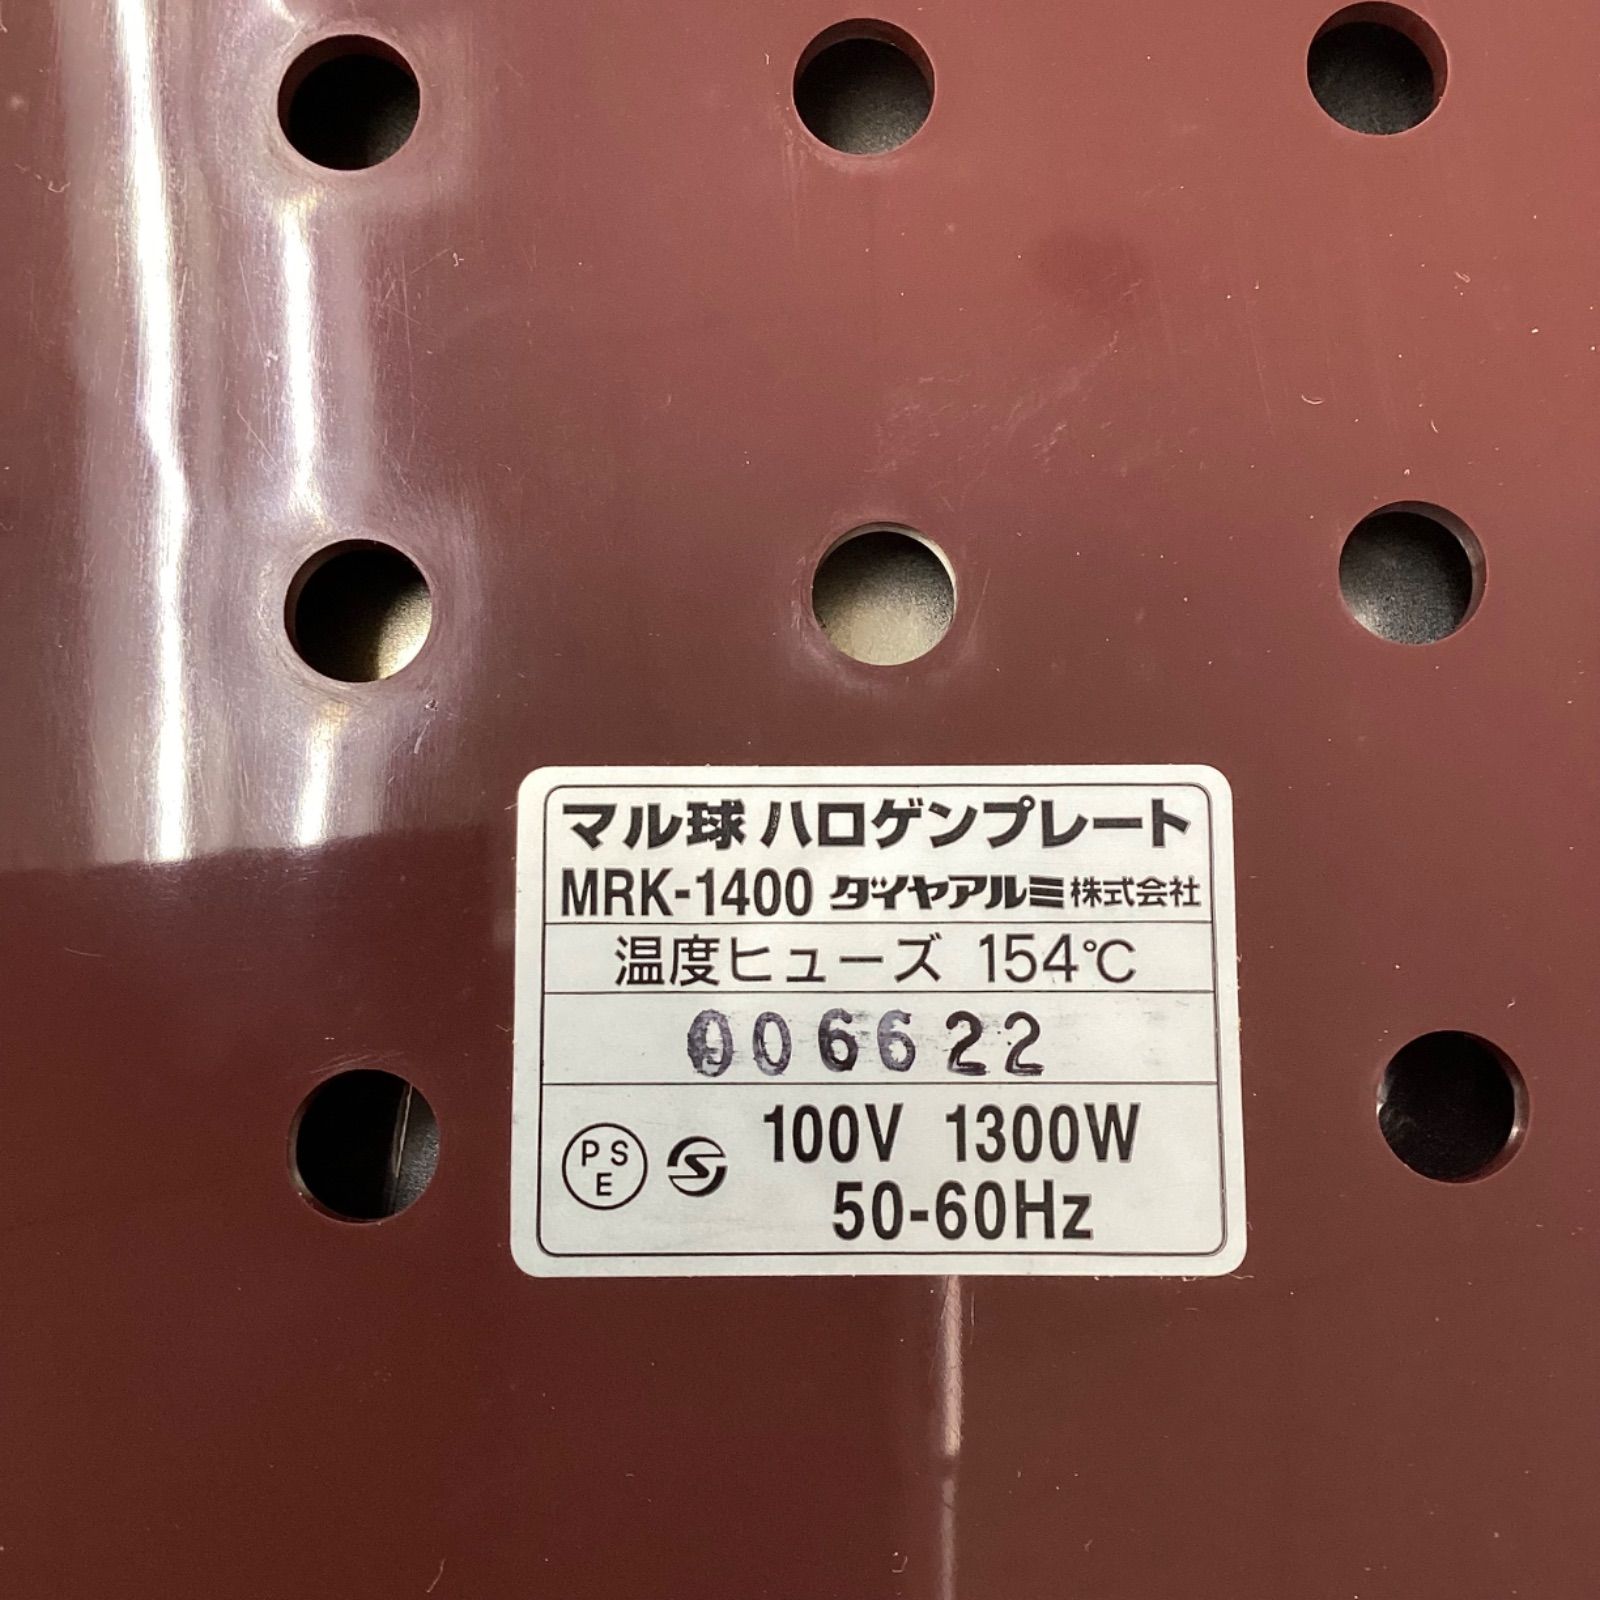 マル球 ハロゲンプレート
MRK-1400 ダイヤアルミ株式会社
温度ヒューズ 154℃
006622
PSE 100V 1300W
50-60Hz